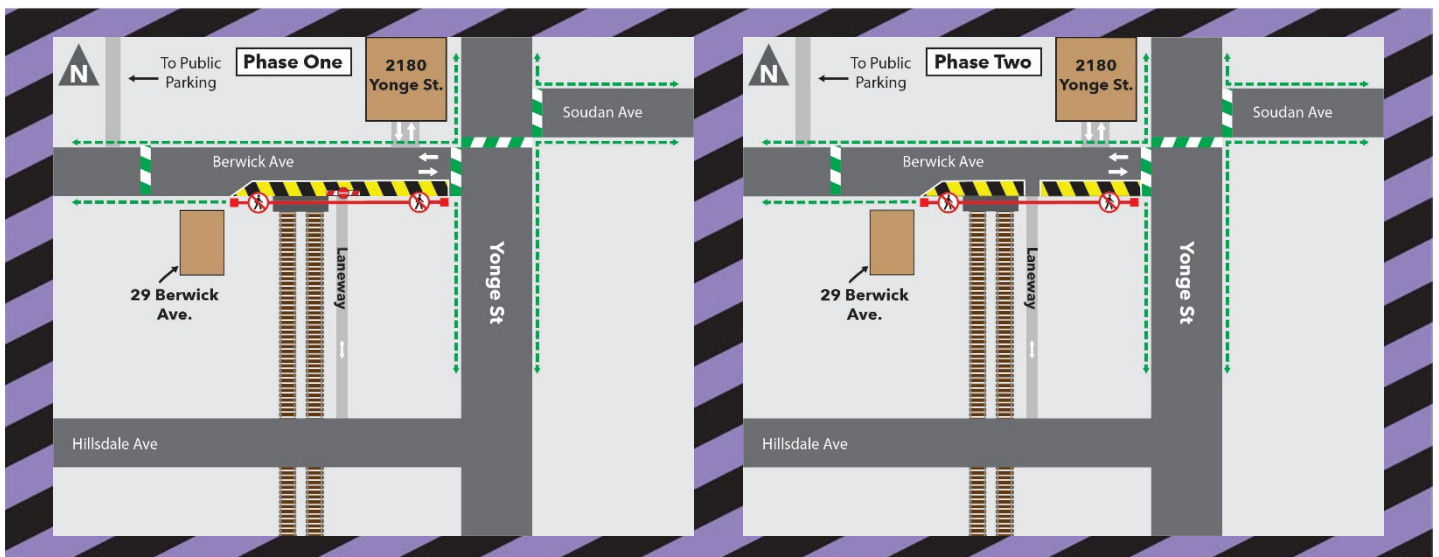 N
To Public
Parking
Phase One
2180
Yonge St.
Soudan Ave
Berwick Ave
Laneway
Yonge St
29 Berwick
Ave.
Hillsdale Ave
N
To Public
Parking
Phase Two
2180
Yonge St.
Soudan Ave
Berwick Ave
Laneway
Yonge St
29 Berwick
Ave.
Hillsdale Ave